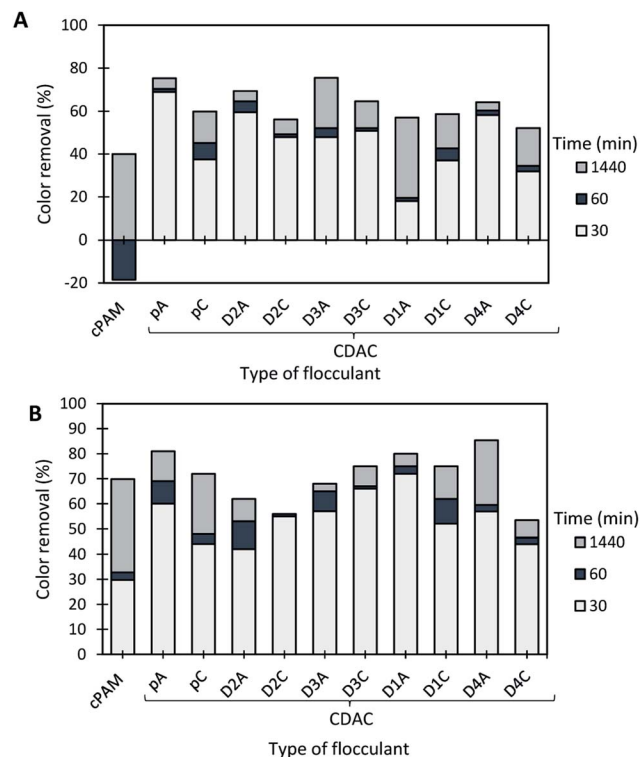 A
100
80
60
40
20
0
-20
Color removal (%)
Time (min)
1440
60
30
cPAM
pA
pC
D2A
D2C
D3A
D3C
D1A
D1C
D4A
D4C
CDAC
Type of flocculant
B
100
90
80
70
60
50
40
30
20
10
0
Color removal (%)
Time (min)
1440
60
30
cPAM
pA
pC
D2A
D2C
D3A
D3C
D1A
D1C
D4A
D4C
CDAC
Type of flocculant